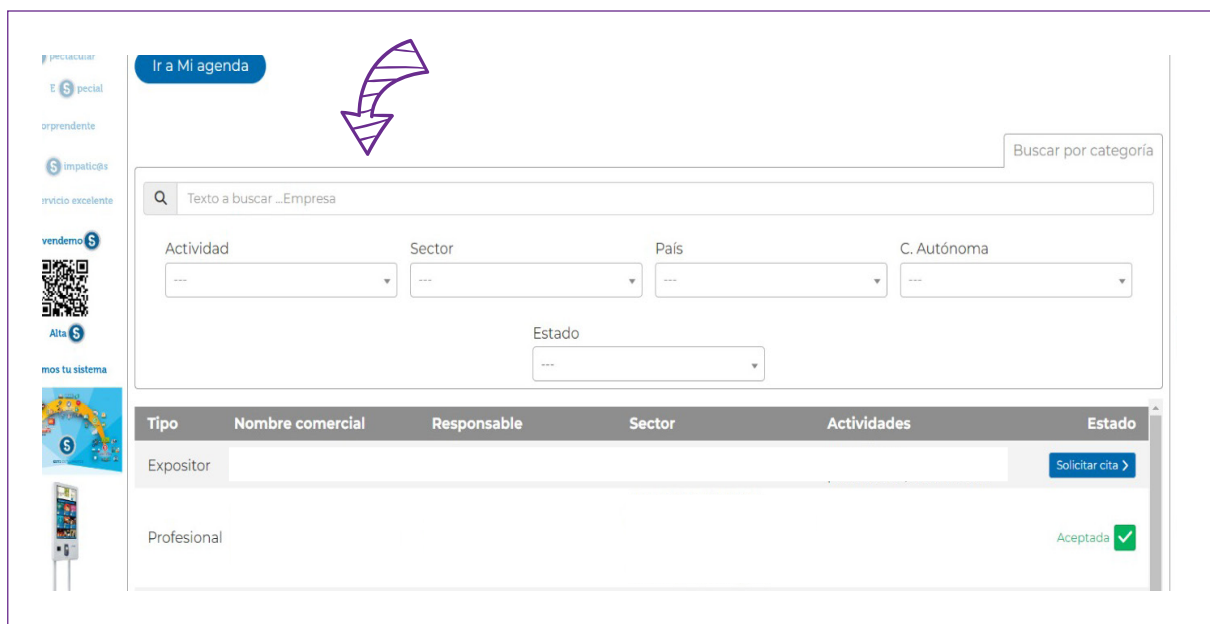 pectacular
E S pecial
orprendente
S impatic@s
ervicio excelente
vendemo S
Alta S
mos tu sistema
S
Ir a Mi agenda
Buscar por categoría
Texto a buscar ...Empresa
Actividad Sector País C. Autónoma
--- --- --- ---
Estado
---
Tipo Nombre comercial Responsable Sector Actividades Estado
Expositor Solicitar cita
Profesional Aceptada